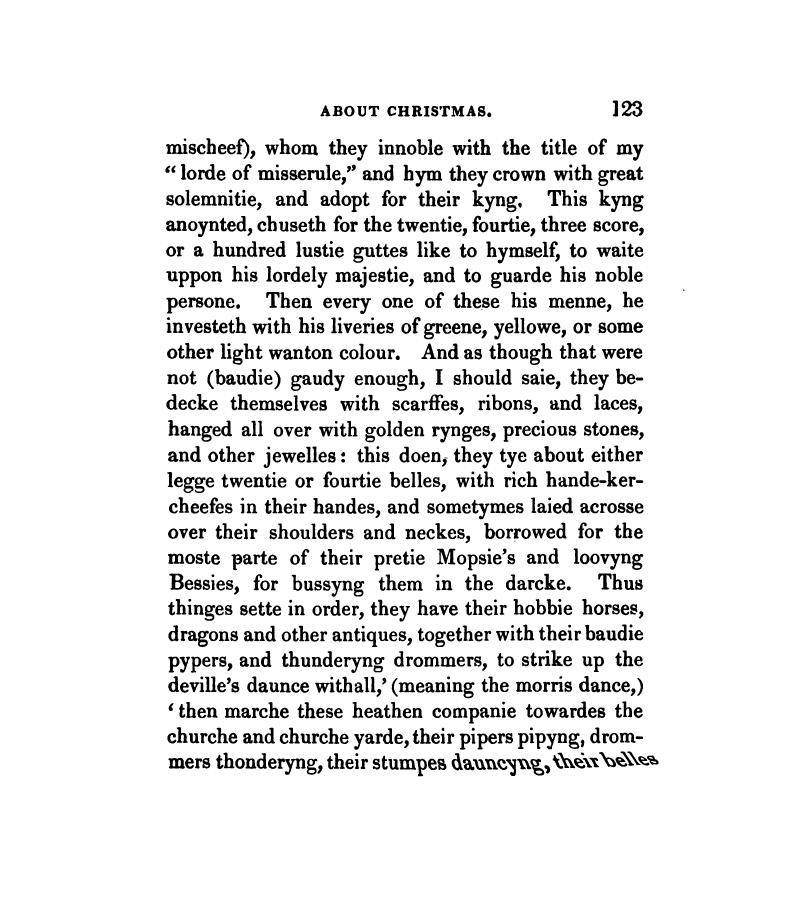 ABOUT CHRISTMAS. 123
mischeef), whom they innoble with the title of my
“ lorde of misserule,” and hym they crown with great
solemnitie, and adopt for their kyng. This kyng
anoynted, chuseth for the twentie, fourtie, three score,
or a hundred lustie guttes like to hymself, to waite
uppon his lordely majestie, and to guarde his noble
persone. Then every one of these his menne, he
investeth with his liveries of greene, yellowe, or some
other light wanton colour. And as though that were
not (baudie) gaudy enough, I should saie, they be-
decke themselves with scarffes, ribons, and laces,
hanged all over with golden rynges, precious stones,
and other jewelles : this doen, they tye about either
legge twentie or fourtie belles, with rich hande-ker-
cheefes in their handes, and sometymes laied acrosse
over their shoulders and neckes, borrowed for the
moste parte of their pretie Mopsie’s and loovyng
Bessies, for bussyng them in the darcke. Thus
thinges sette in order, they have their hobbie horses,
dragons and other antiques, together with their baudie
pypers, and thunderyng drommers, to strike up the
deville’s daunce withall,’ (meaning the morris dance,)
‘ then marche these heathen companie towardes the
churche and churche yarde, their pipers pipyng, drom-
mers thonderyng, their stumpes dauncyng, their belles